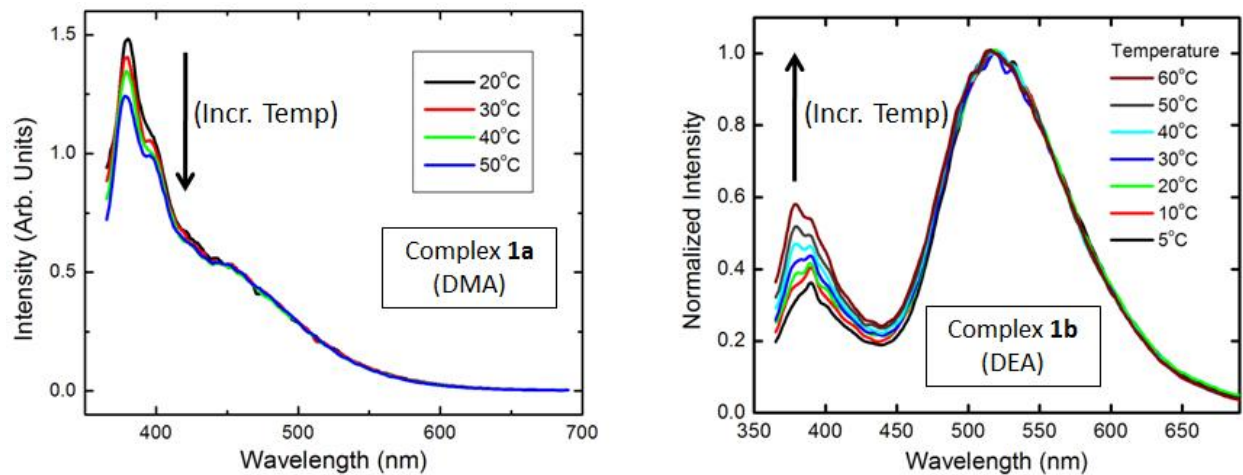 1.5
1.0
0.5
0.0
Intensity (Arb. Units)
(Incr. Temp)
20°C
30°C
40°C
50°C
Complex 1a
(DMA)
400
500
600
700
Wavelength (nm)
1.0
0.8
0.6
0.4
0.2
0.0
Normalized Intensity
(Incr. Temp)
Temperature
60°C
50°C
40°C
30°C
20°C
10°C
5°C
Complex 1b
(DEA)
350
400
450
500
550
600
650
Wavelength (nm)